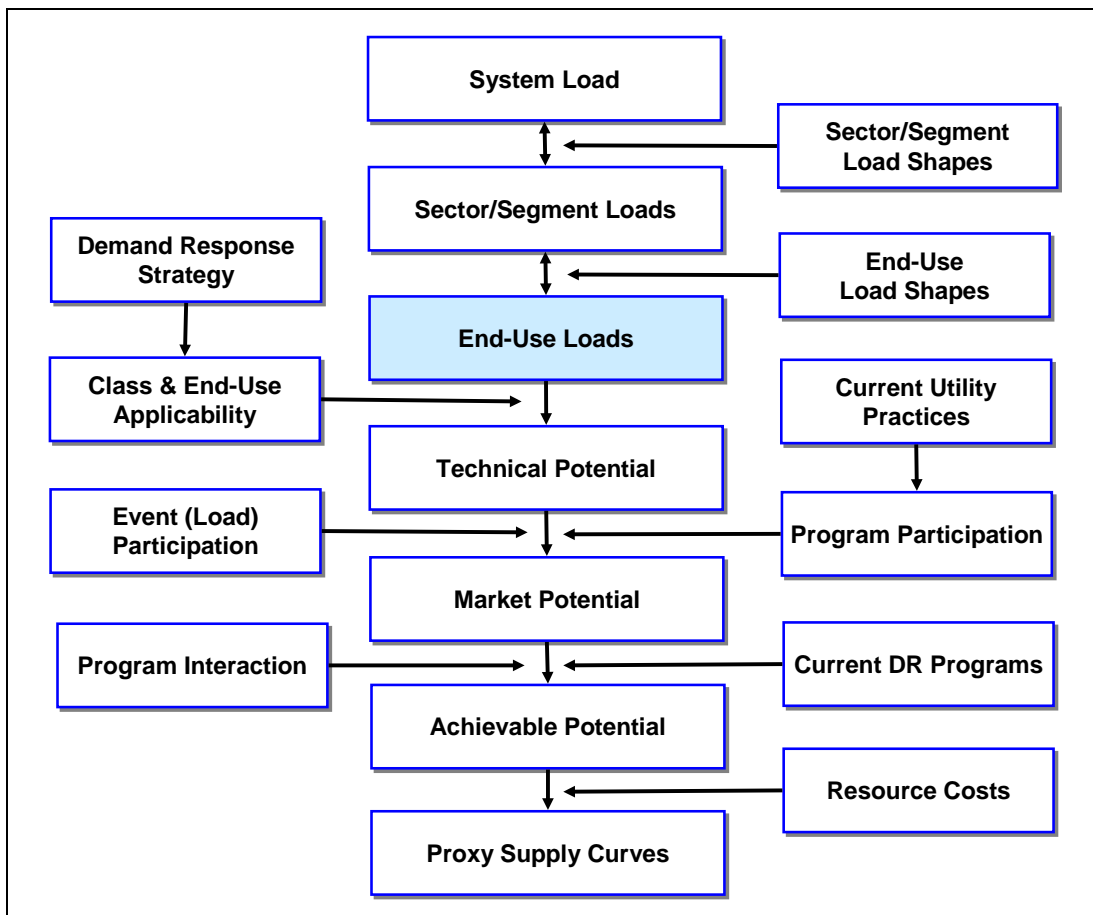 System Load
Sector/Segment
Load Shapes
Sector/Segment Loads
Demand Response
Strategy
End-Use
Load Shapes
End-Use Loads
Class & End-Use
Applicability
Current Utility
Practices
Technical Potential
Event (Load)
Participation
Program Participation
Market Potential
Program Interaction
Current DR Programs
Achievable Potential
Resource Costs
Proxy Supply Curves